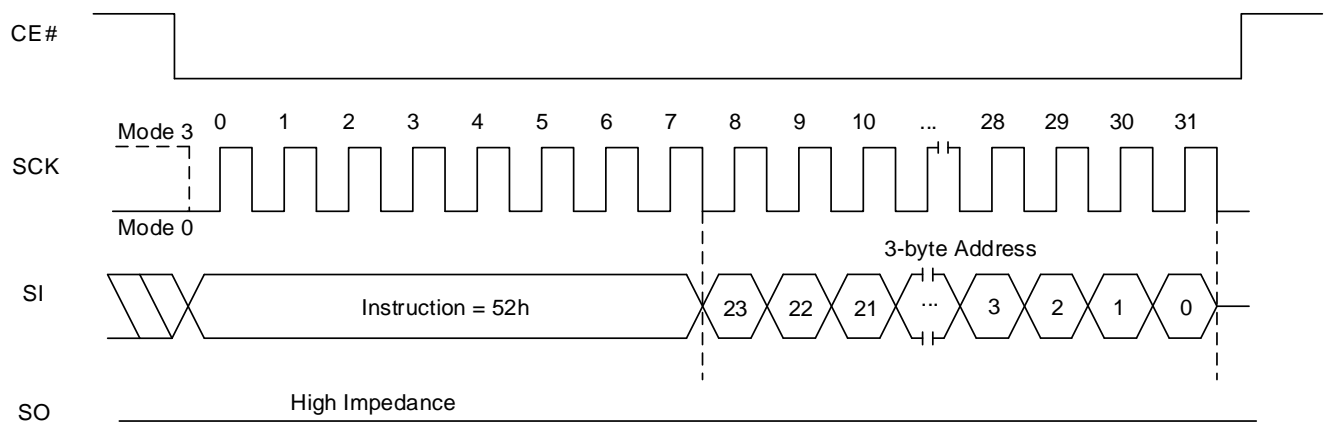 CE#
0 1 2 3 4 5 6 7 8 9 10 ... 28 29 30 31
Mode 3
SCK
Mode 0
3-byte Address
SI
Instruction = 52h 23 22 21 ... 3 2 1 0
High Impedance
SO